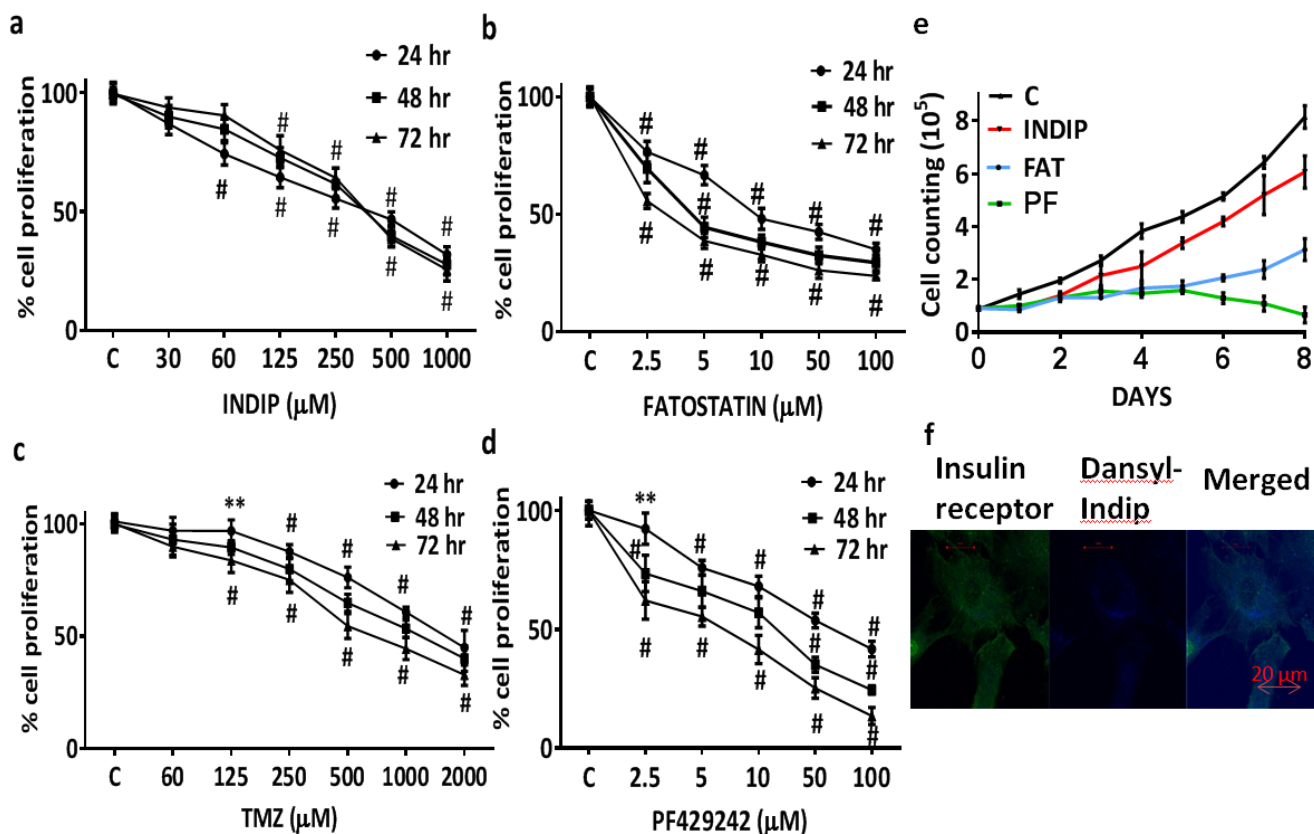 a
% cell proliferation
100
50
0
24 hr
48 hr
72 hr
#
#
#
#
#
#
#
#
#
#
C 30 60 125 250 500 1000
INDIP (μM)
b
% cell proliferation
100
50
0
24 hr
48 hr
72 hr
#
#
#
#
#
#
#
#
#
#
#
C 2.5 5 10 50 100
FATOSTATIN (μM)
e
Cell counting (10⁵)
8
6
4
2
0
C
INDIP
FAT
PF
0 2 4 6 8
DAYS
c
% cell proliferation
100
50
0
24 hr
48 hr
72 hr
**
#
#
#
#
#
#
#
#
#
C 60 125 250 500 1000 2000
TMZ (μM)
d
% cell proliferation
100
50
0
24 hr
48 hr
72 hr
**
#
#
#
#
#
#
#
#
#
#
#
#
C 2.5 5 10 50 100
PF429242 (μM)
f
Insulin receptor
Dansyl-Indip
Merged
20 μm